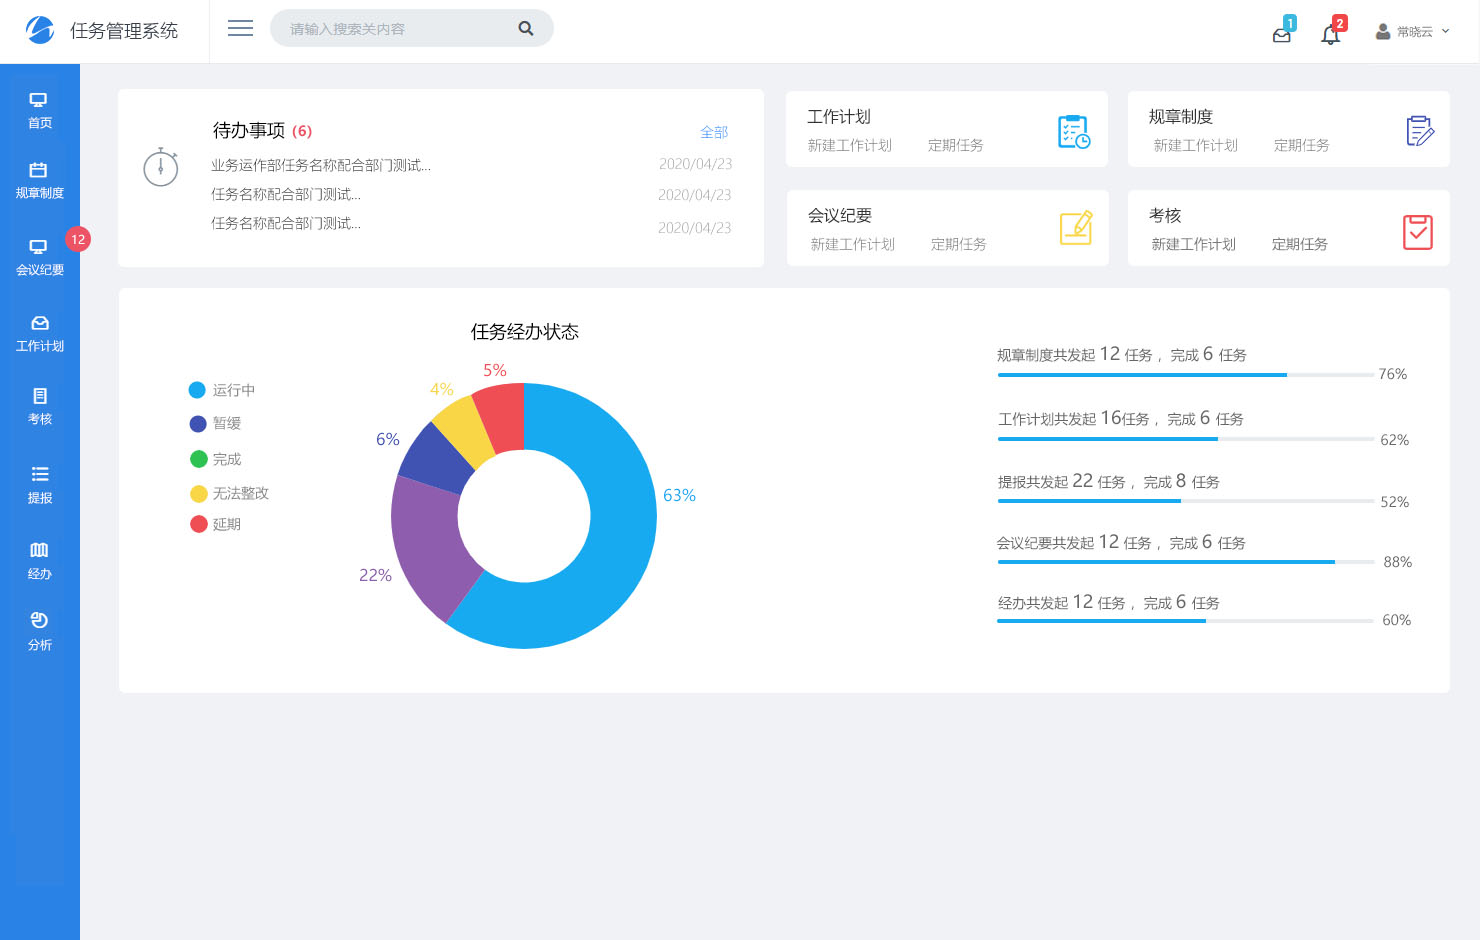 任务管理系统
请输入搜索关内容
1
2
常晓云
首页
规章制度
12
会议纪要
工作计划
考核
提报
经办
分析
待办事项 (6)
全部
业务运作部任务名称配合部门测试... 2020/04/23
任务名称配合部门测试... 2020/04/23
任务名称配合部门测试... 2020/04/23
工作计划
新建工作计划 定期任务
规章制度
新建工作计划 定期任务
会议纪要
新建工作计划 定期任务
考核
新建工作计划 定期任务
任务经办状态
运行中
暂缓
完成
无法整改
延期
5%
4%
6%
63%
22%
规章制度共发起 12 任务，完成 6 任务
76%
工作计划共发起 16任务，完成 6 任务
62%
提报共发起 22 任务，完成 8 任务
52%
会议纪要共发起 12 任务，完成 6 任务
88%
经办共发起 12 任务，完成 6 任务
60%